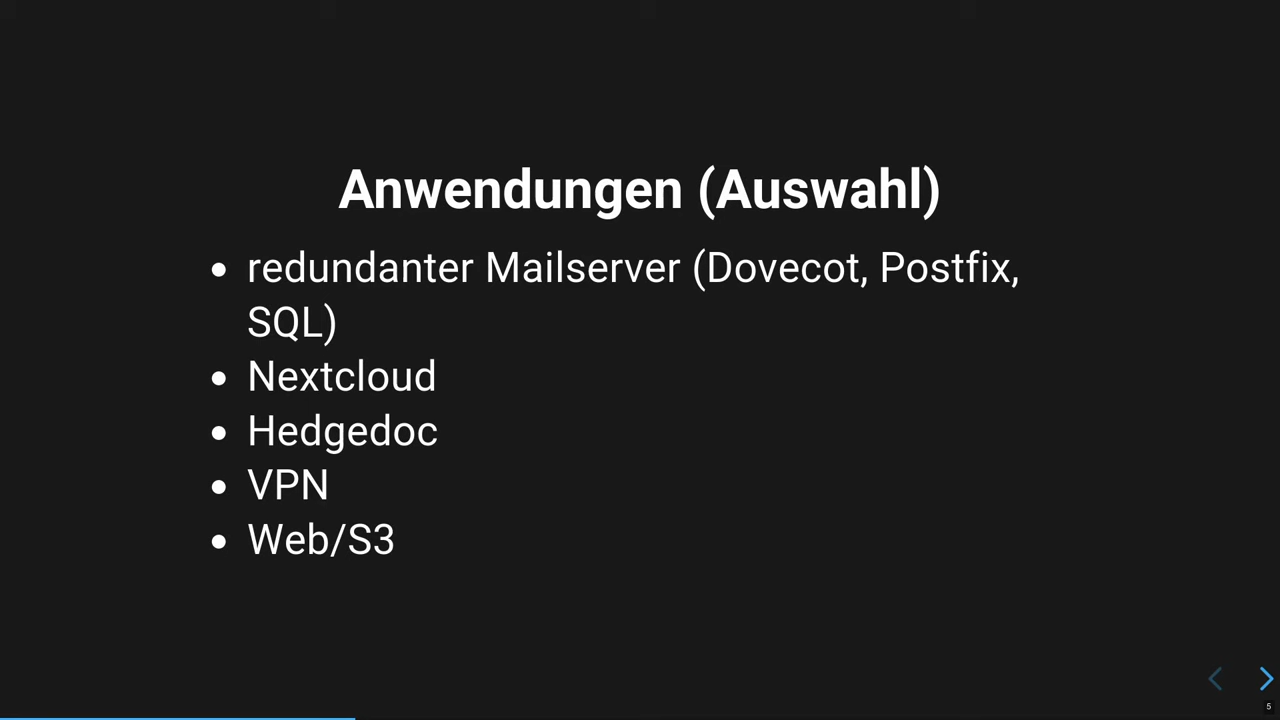 Anwendungen (Auswahl)
redundanter Mailserver (Dovecot, Postfix,
SQL)
Nextcloud
Hedgedoc
VPN
Web/S3
5